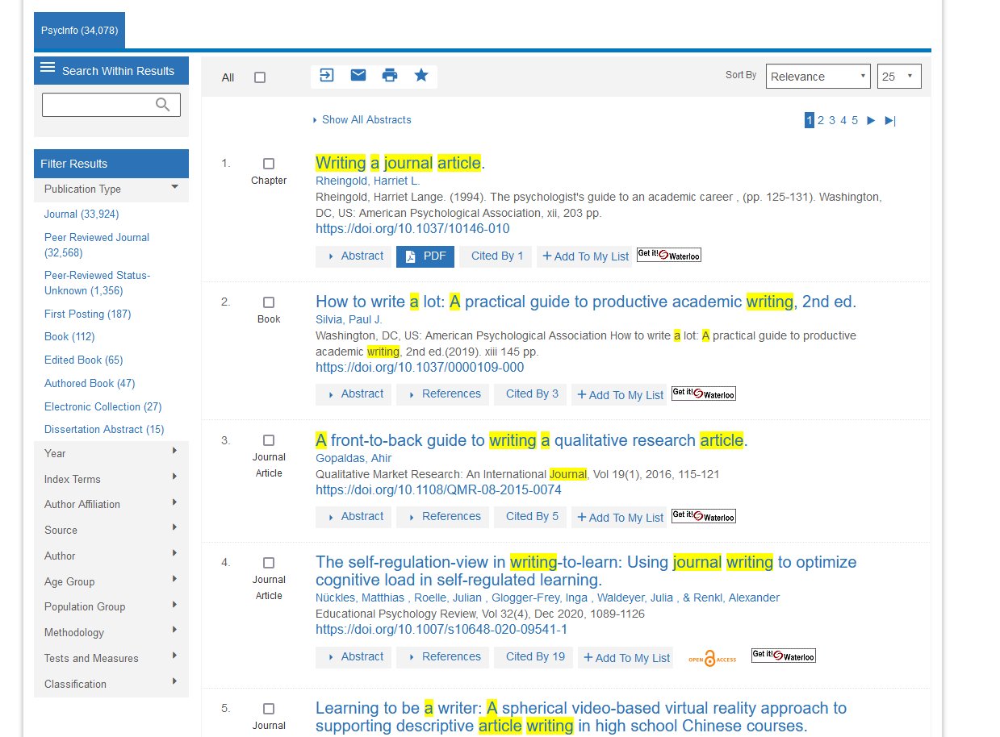 PsycInfo (34,078)
Search Within Results
All
Sort By
Relevance
25
Show All Abstracts
1 2 3 4 5
Filter Results
Publication Type
Journal (33,924)
Peer Reviewed Journal
(32,568)
Peer-Reviewed Status-
Unknown (1,356)
First Posting (187)
Book (112)
Edited Book (65)
Authored Book (47)
Electronic Collection (27)
Dissertation Abstract (15)
Year
Index Terms
Author Affiliation
Source
Author
Age Group
Population Group
Methodology
Tests and Measures
Classification
1.
Chapter
Writing a journal article.
Rheingold, Harriet L.
Rheingold, Harriet Lange. (1994). The psychologist's guide to an academic career , (pp. 125-131). Washington,
DC, US: American Psychological Association, xii, 203 pp.
https://doi.org/10.1037/10146-010
Abstract PDF Cited By 1 +Add To My List Get it! Waterloo
2.
Book
How to write a lot: A practical guide to productive academic writing, 2nd ed.
Silvia, Paul J.
Washington, DC, US: American Psychological Association How to write a lot: A practical guide to productive
academic writing, 2nd ed.(2019). xiii 145 pp.
https://doi.org/10.1037/0000109-000
Abstract References Cited By 3 +Add To My List Get it! Waterloo
3.
Journal
Article
A front-to-back guide to writing a qualitative research article.
Gopaldas, Ahir
Qualitative Market Research: An International Journal, Vol 19(1), 2016, 115-121
https://doi.org/10.1108/QMR-08-2015-0074
Abstract References Cited By 5 +Add To My List Get it! Waterloo
4.
Journal
Article
The self-regulation-view in writing-to-learn: Using journal writing to optimize
cognitive load in self-regulated learning.
Nückles, Matthias , Roelle, Julian , Glogger-Frey, Inga , Waldeyer, Julia , & Renkl, Alexander
Educational Psychology Review, Vol 32(4), Dec 2020, 1089-1126
https://doi.org/10.1007/s10648-020-09541-1
Abstract References Cited By 19 +Add To My List OPEN ACCESS Get it! Waterloo
5.
Journal
Learning to be a writer: A spherical video-based virtual reality approach to
supporting descriptive article writing in high school Chinese courses.